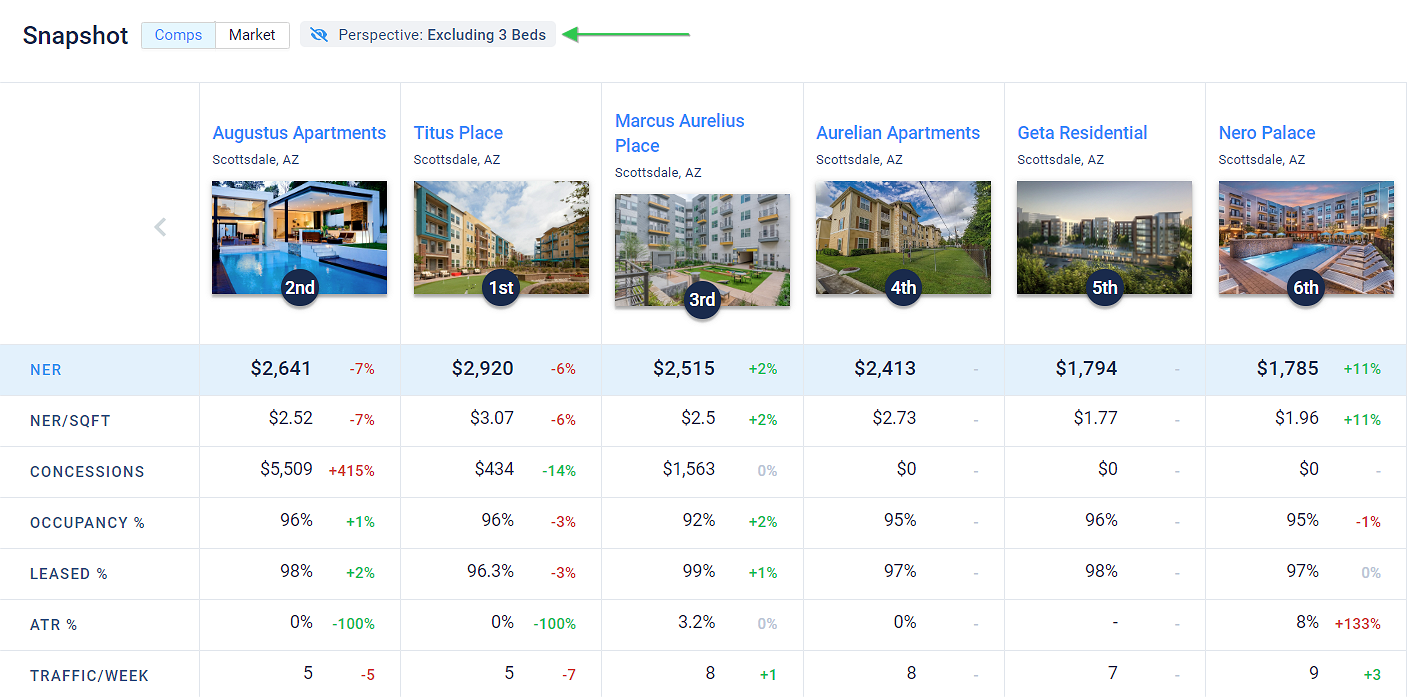 Snapshot Comps Market Perspective: Excluding 3 Beds
Augustus Apartments
Scottsdale, AZ
2nd
Titus Place
Scottsdale, AZ
1st
Marcus Aurelius
Place
Scottsdale, AZ
3rd
Aurelian Apartments
Scottsdale, AZ
4th
Geta Residential
Scottsdale, AZ
5th
Nero Palace
Scottsdale, AZ
6th
NER $2,641 -7% $2,920 -6% $2,515 +2% $2,413 - $1,794 - $1,785 +11%
NER/SQFT $2.52 -7% $3.07 -6% $2.5 +2% $2.73 - $1.77 - $1.96 +11%
CONCESSIONS $5,509 +415% $434 -14% $1,563 0% $0 - $0 - $0 -
OCCUPANCY % 96% +1% 96% -3% 92% +2% 95% - 96% - 95% -1%
LEASED % 98% +2% 96.3% -3% 99% +1% 97% - 98% - 97% 0%
ATR % 0% -100% 0% -100% 3.2% 0% 0% - - - 8% +133%
TRAFFIC/WEEK 5 -5 5 -7 8 +1 8 - 7 - 9 +3